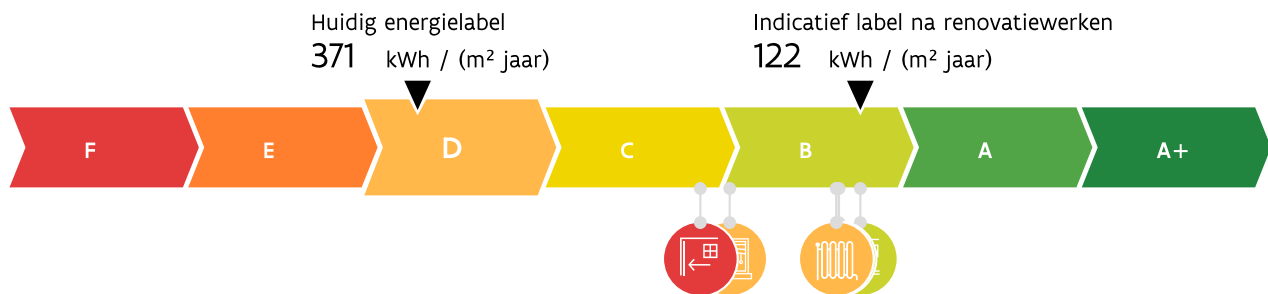 Huidig energielabel
371 kWh / (m² jaar)
Indicatief label na renovatiewerken
122 kWh / (m² jaar)
F E D C B A A+